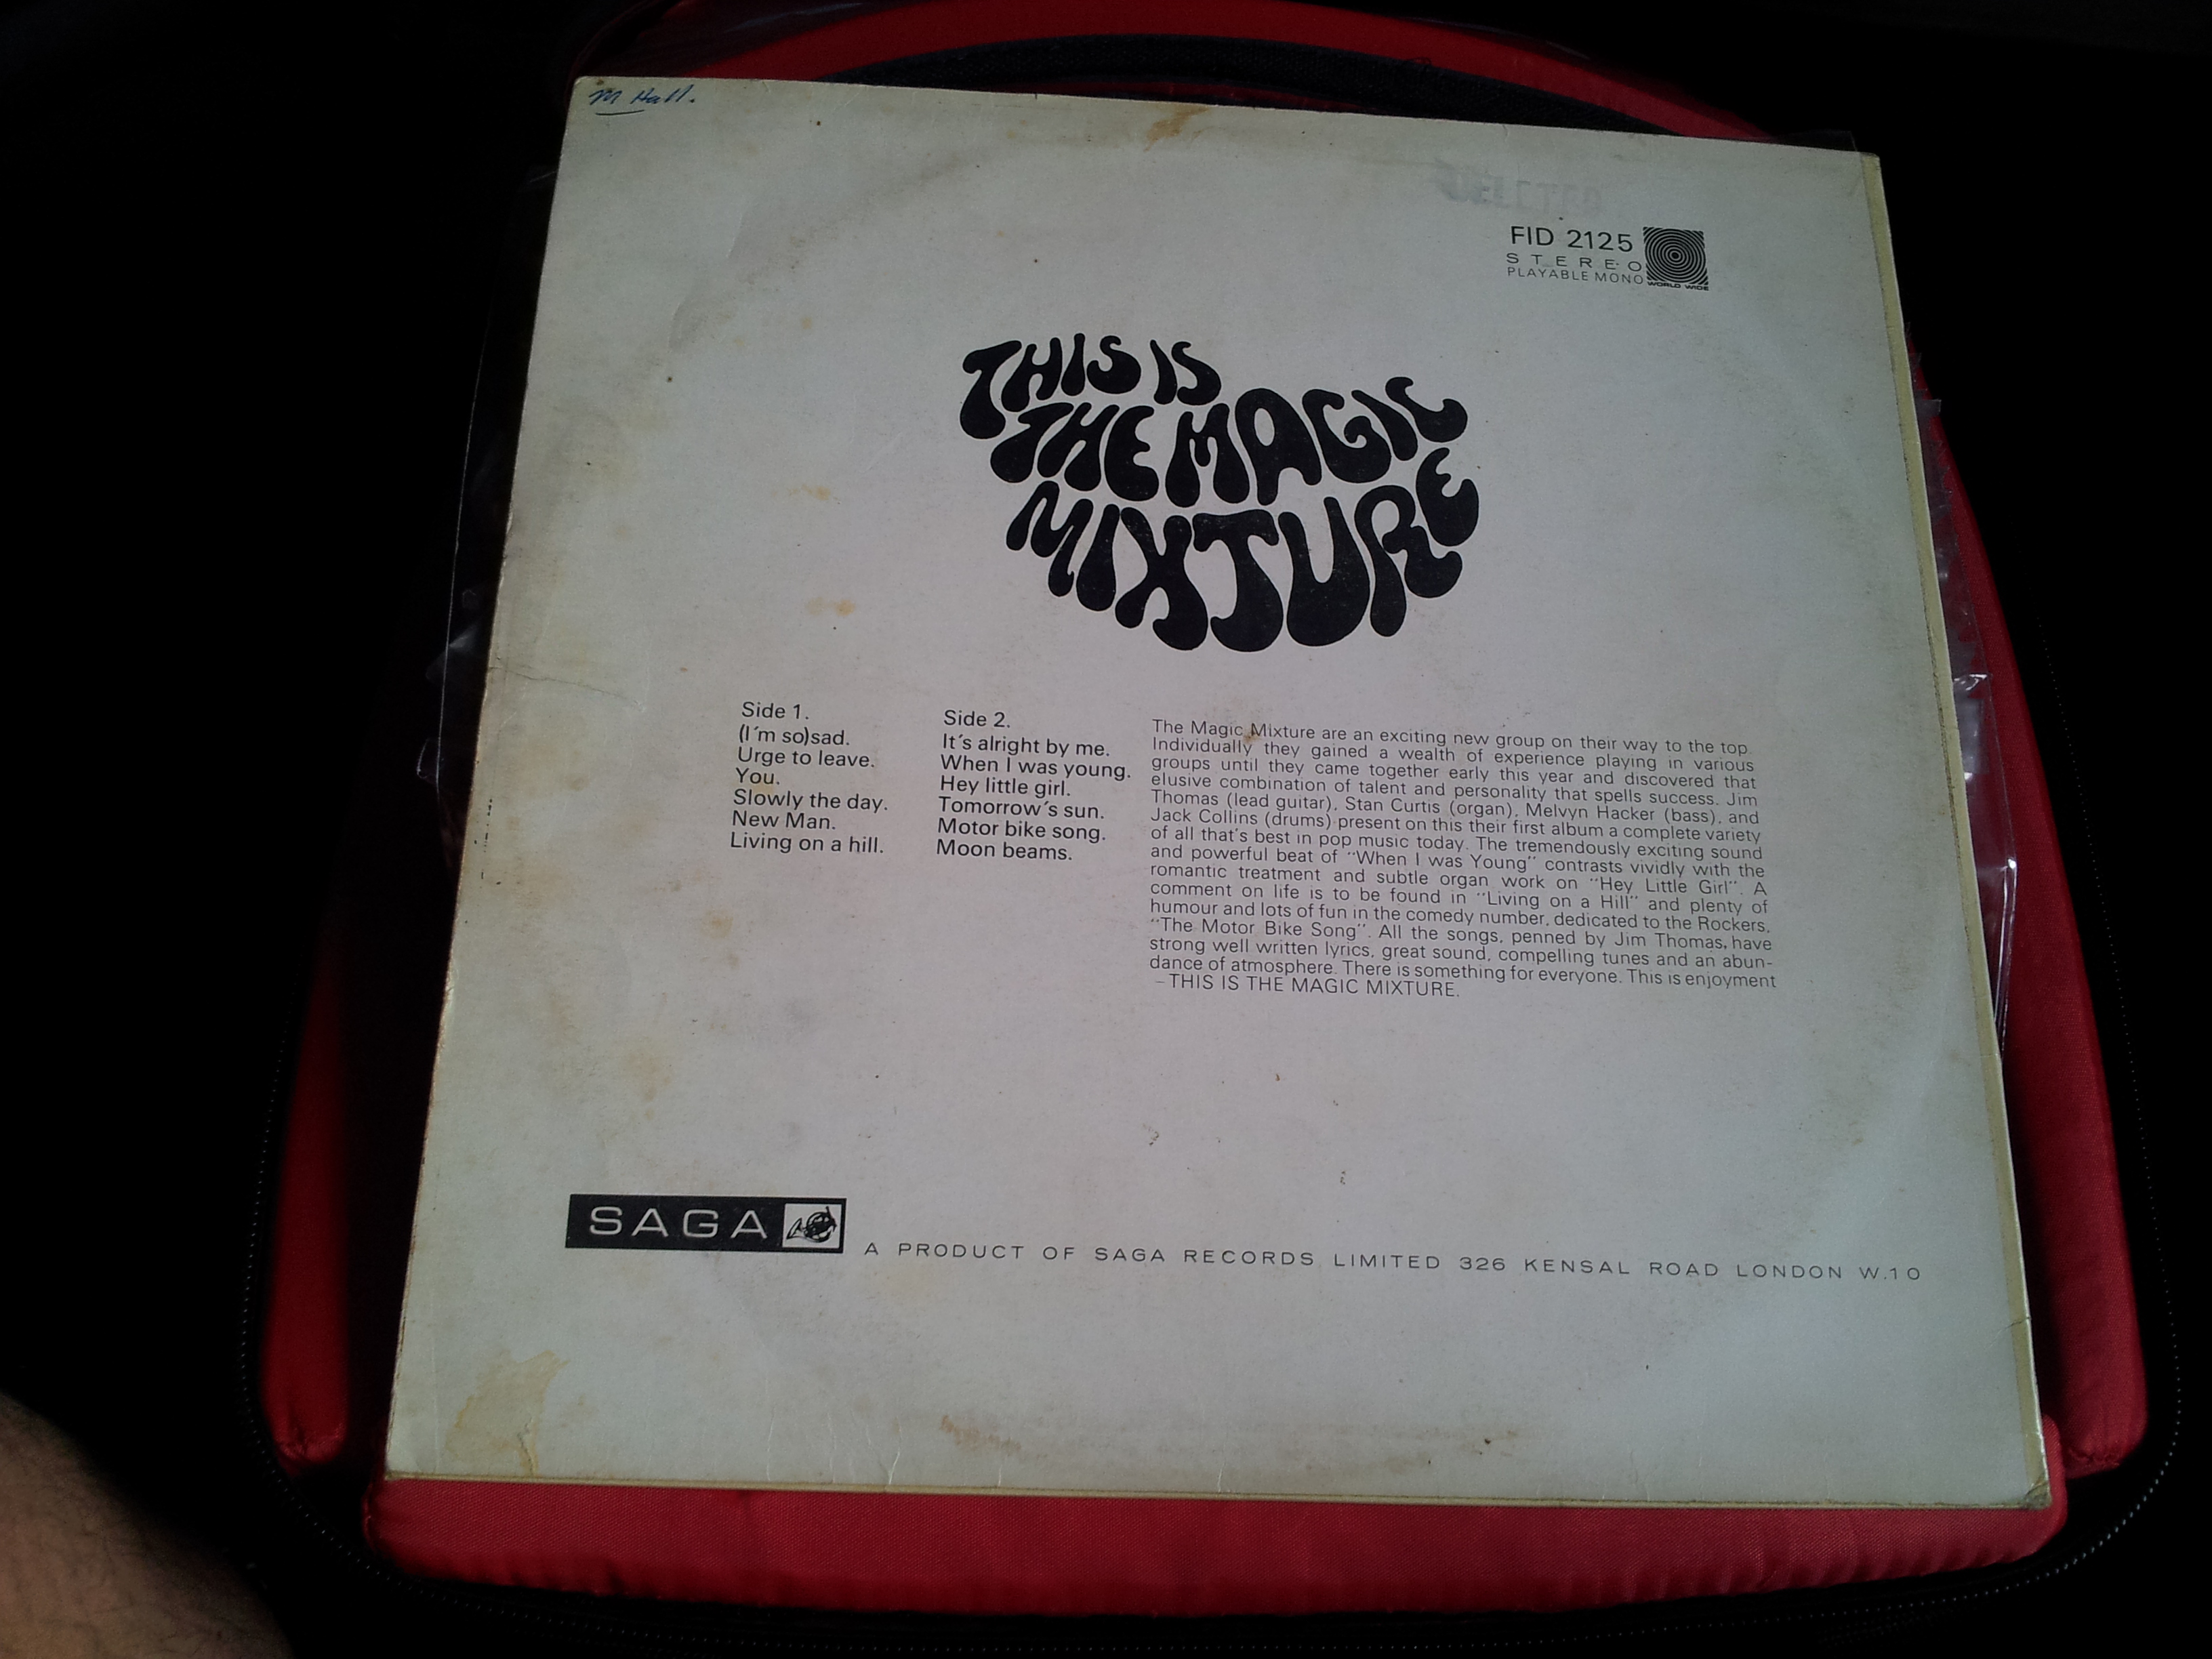 M Hall.
FID 2125
STEREO
PLAYABLE MONO
WORLD WIDE
THIS IS
THE MAGIC
MIXTURE
Side 1.
(I'm so)sad.
Urge to leave.
You.
Slowly the day.
New Man.
Living on a hill.
Side 2.
It's alright by me.
When I was young.
Hey little girl.
Tomorrow's sun.
Motor bike song.
Moon beams.
The Magic Mixture are an exciting new group on their way to the top
Individually they gained a wealth of experience playing in various
groups until they came together early this year and discovered that
elusive combination of talent and personality that spells success. Jim
Thomas (lead guitar), Stan Curtis (organ), Melvyn Hacker (bass), and
Jack Collins (drums) present on this their first album a complete variety
of all that's best in pop music today. The tremendously exciting sound
and powerful beat of "When I was Young" contrasts vividly with the
romantic treatment and subtle organ work on "Hey Little Girl". A
comment on life is to be found in "Living on a Hill" and plenty of
humour and lots of fun in the comedy number, dedicated to the Rockers,
"The Motor Bike Song". All the songs, penned by Jim Thomas, have
strong well written lyrics, great sound, compelling tunes and an abun-
dance of atmosphere. There is something for everyone. This is enjoyment
–THIS IS THE MAGIC MIXTURE.
SAGA
A PRODUCT OF SAGA RECORDS LIMITED 326 KENSAL ROAD LONDON W.10